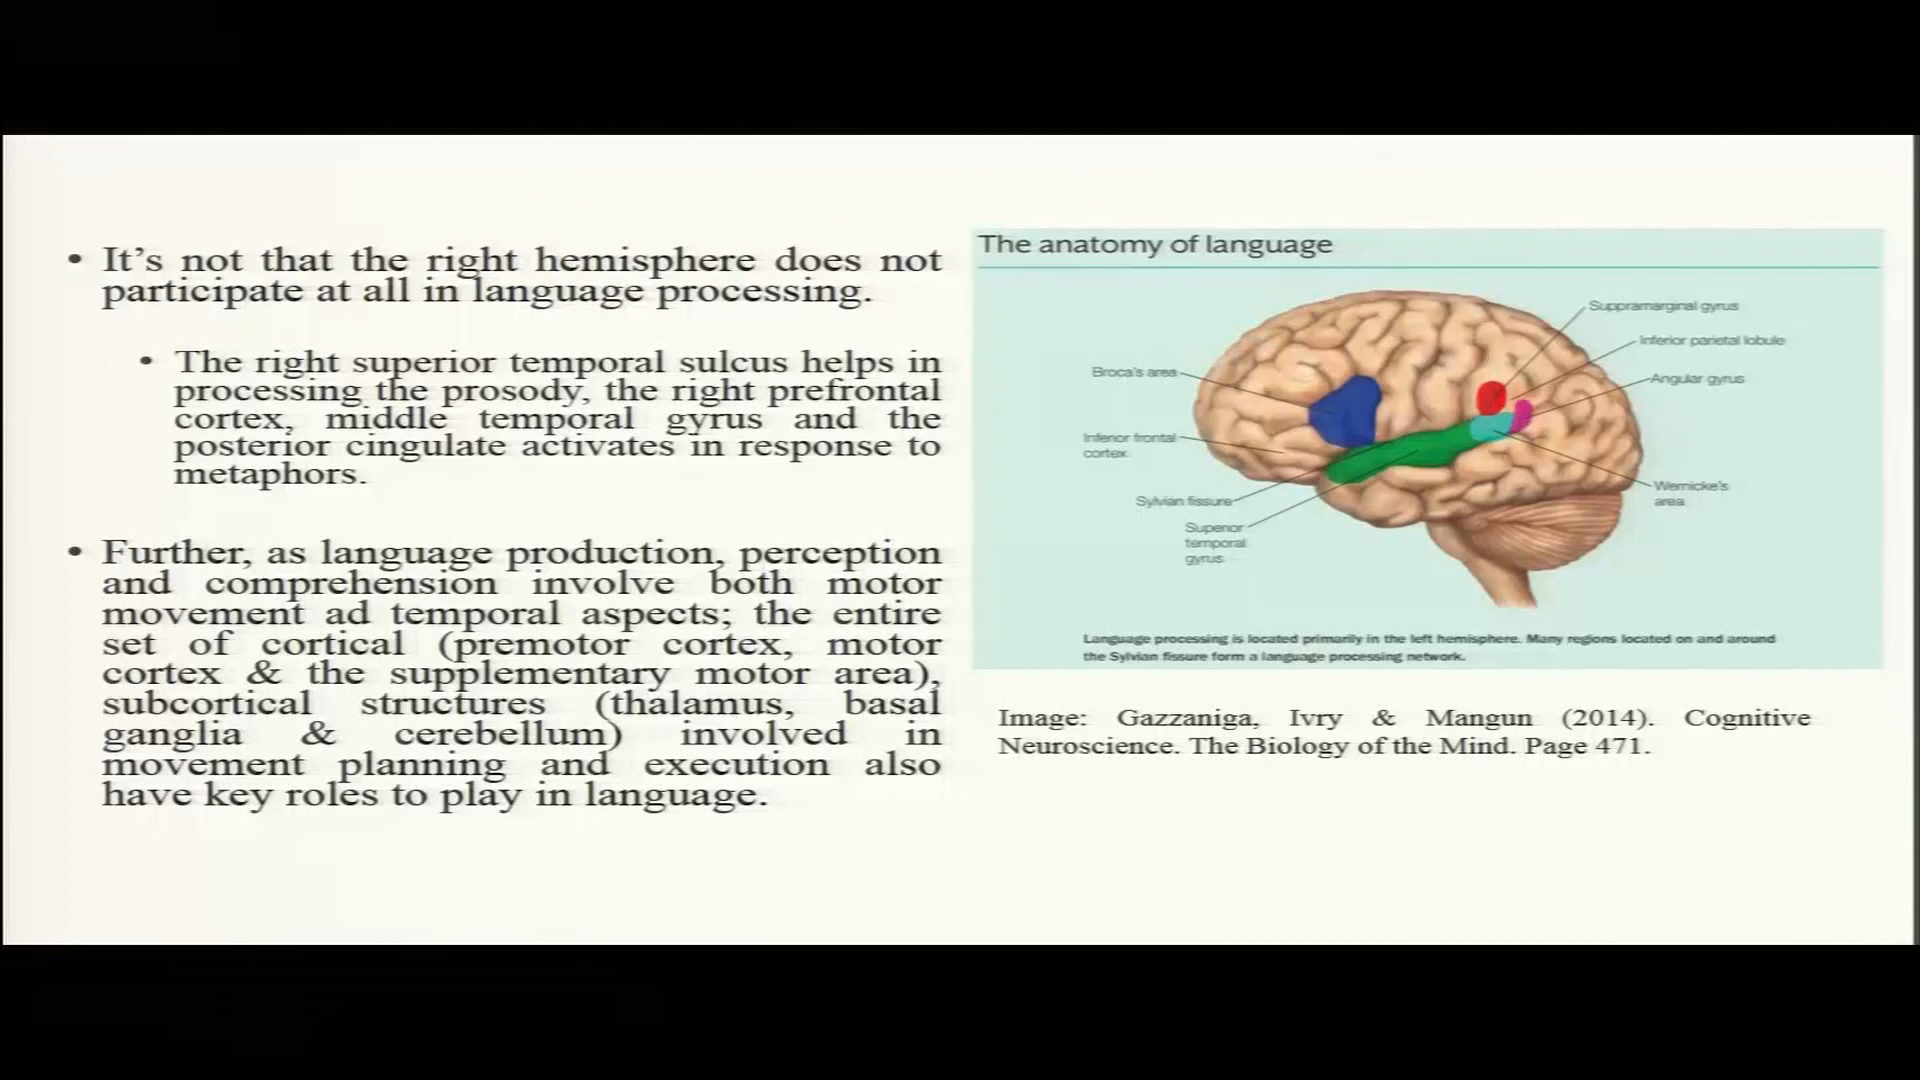 • It’s not that the right hemisphere does not
participate at all in language processing.
• The right superior temporal sulcus helps in
processing the prosody, the right prefrontal
cortex, middle temporal gyrus and the
posterior cingulate activates in response to
metaphors.
• Further, as language production, perception
and comprehension involve both motor
movement ad temporal aspects; the entire
set of cortical (premotor cortex, motor
cortex & the supplementary motor area),
subcortical structures (thalamus, basal
ganglia & cerebellum) involved in
movement planning and execution also
have key roles to play in language.
The anatomy of language
Suppramarginal gyrus
Inferior parietal lobule
Broca's area
Angular gyrus
Inferior frontal
cortex
Wernicke's
area
Sylvian fissure
Superior
temporal
gyrus
Language processing is located primarily in the left hemisphere. Many regions located on and around
the Sylvian fissure form a language processing network.
Image: Gazzaniga, Ivry & Mangun (2014). Cognitive
Neuroscience. The Biology of the Mind. Page 471.